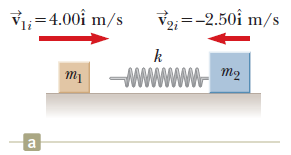 v⃗₁ᵢ=4.00î m/s v⃗₂ᵢ=–2.50î m/s
k
m₁ m₂
a